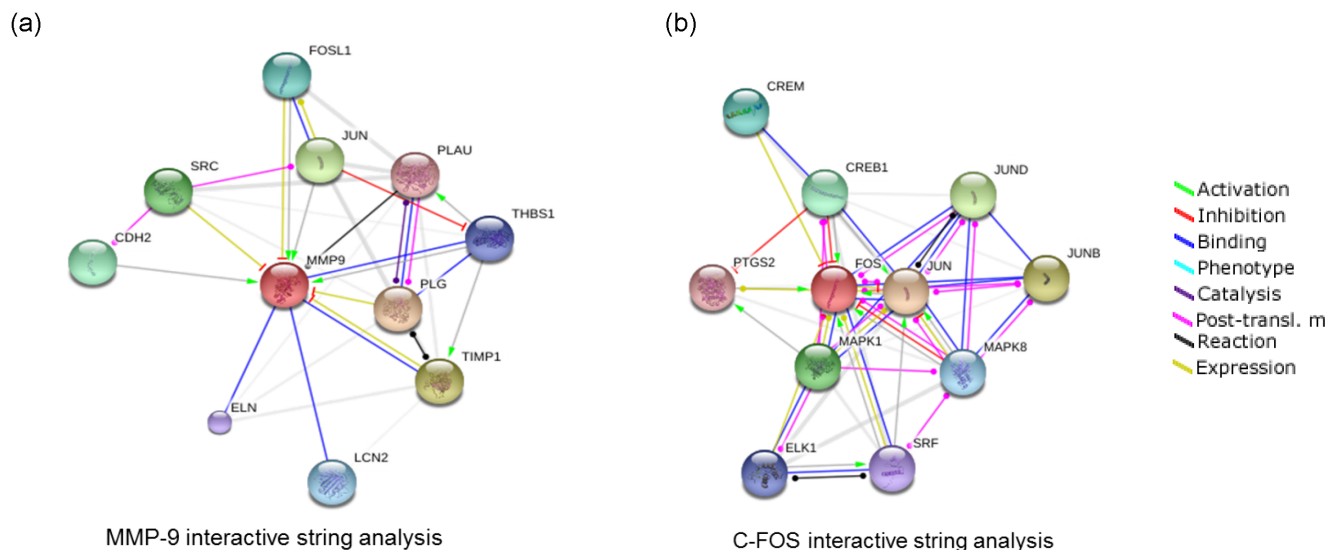 (a)
FOSL1
JUN
PLAU
SRC
THBS1
CDH2
MMP9
PLG
TIMP1
ELN
LCN2
MMP-9 interactive string analysis
(b)
CREM
CREB1
JUND
PTGS2
FOS
JUN
JUNB
MAPK1
MAPK8
ELK1
SRF
C-FOS interactive string analysis
Activation
Inhibition
Binding
Phenotype
Catalysis
Post-transl. m
Reaction
Expression